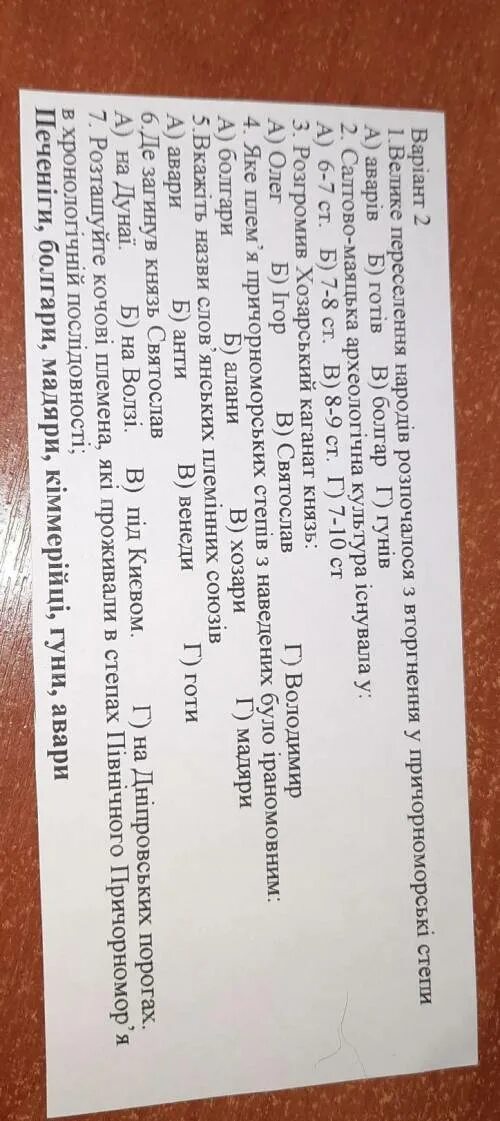 Варіант 2
1.Велике переселення народів розпочалося з вторгнення у причорноморські степи
А) аварів Б) готів В) болгар Г) гунів
2. Салтово-маяцька археологічна культура існувала у:
А) 6-7 ст. Б) 7-8 ст. В) 8-9 ст. Г) 7-10 ст
3. Розгромив Хозарський каганат князь:
А) Олег Б) Ігор В) Святослав Г) Володимир
4. Яке плем'я причорноморських степів з наведених було іраномовним:
А) болгари Б) алани В) хозари Г) мадяри
5.Вкажіть назви слов'янських племінних союзів
А) авари Б) анти В) венеди Г) готи
6.Де загинув князь Святослав
А) на Дунаї. Б) на Волзі. В) під Києвом. Г) на Дніпровських порогах.
7. Розташуйте кочові племена, які проживали в степах Північного Причорномор'я
в хронологічній послідовності;
Печеніги, болгари, мадяри, кіммерійці, гуни, авари